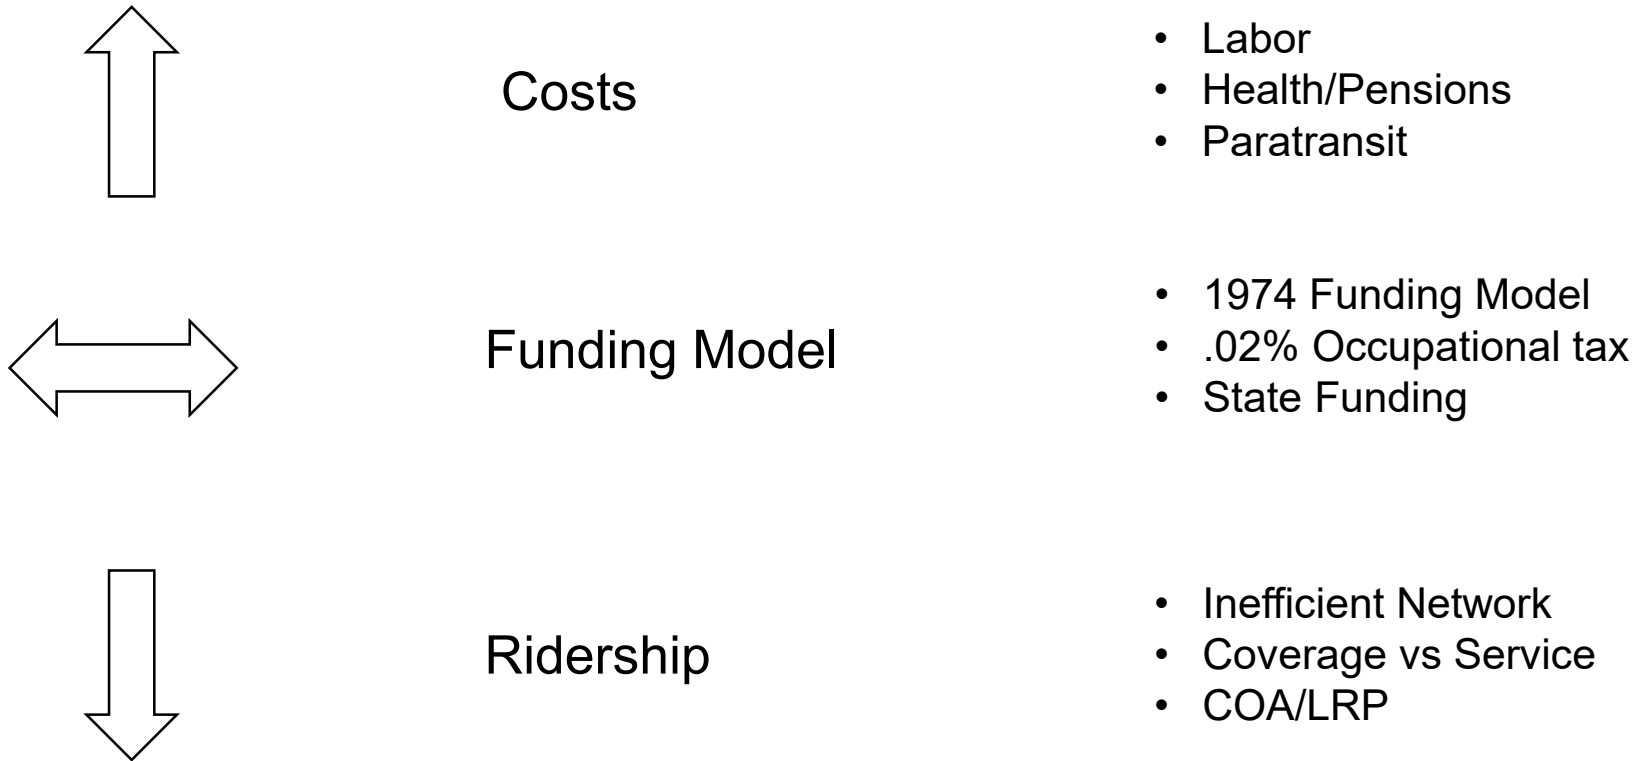 Costs
• Labor
• Health/Pensions
• Paratransit
Funding Model
• 1974 Funding Model
• .02% Occupational tax
• State Funding
Ridership
• Inefficient Network
• Coverage vs Service
• COA/LRP